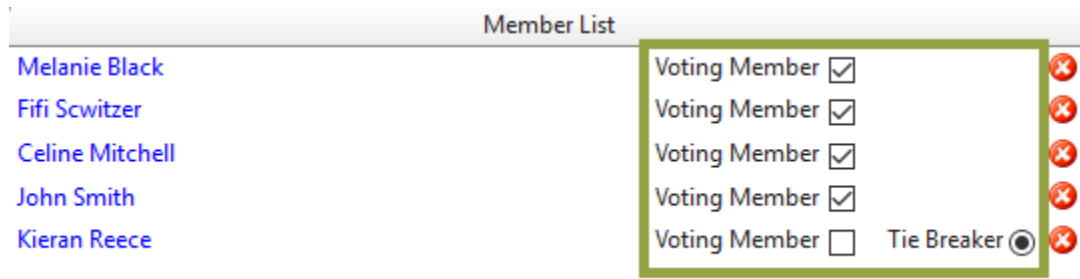 Member List
Melanie Black Voting Member
Fifi Scwitzer Voting Member
Celine Mitchell Voting Member
John Smith Voting Member
Kieran Reece Voting Member Tie Breaker